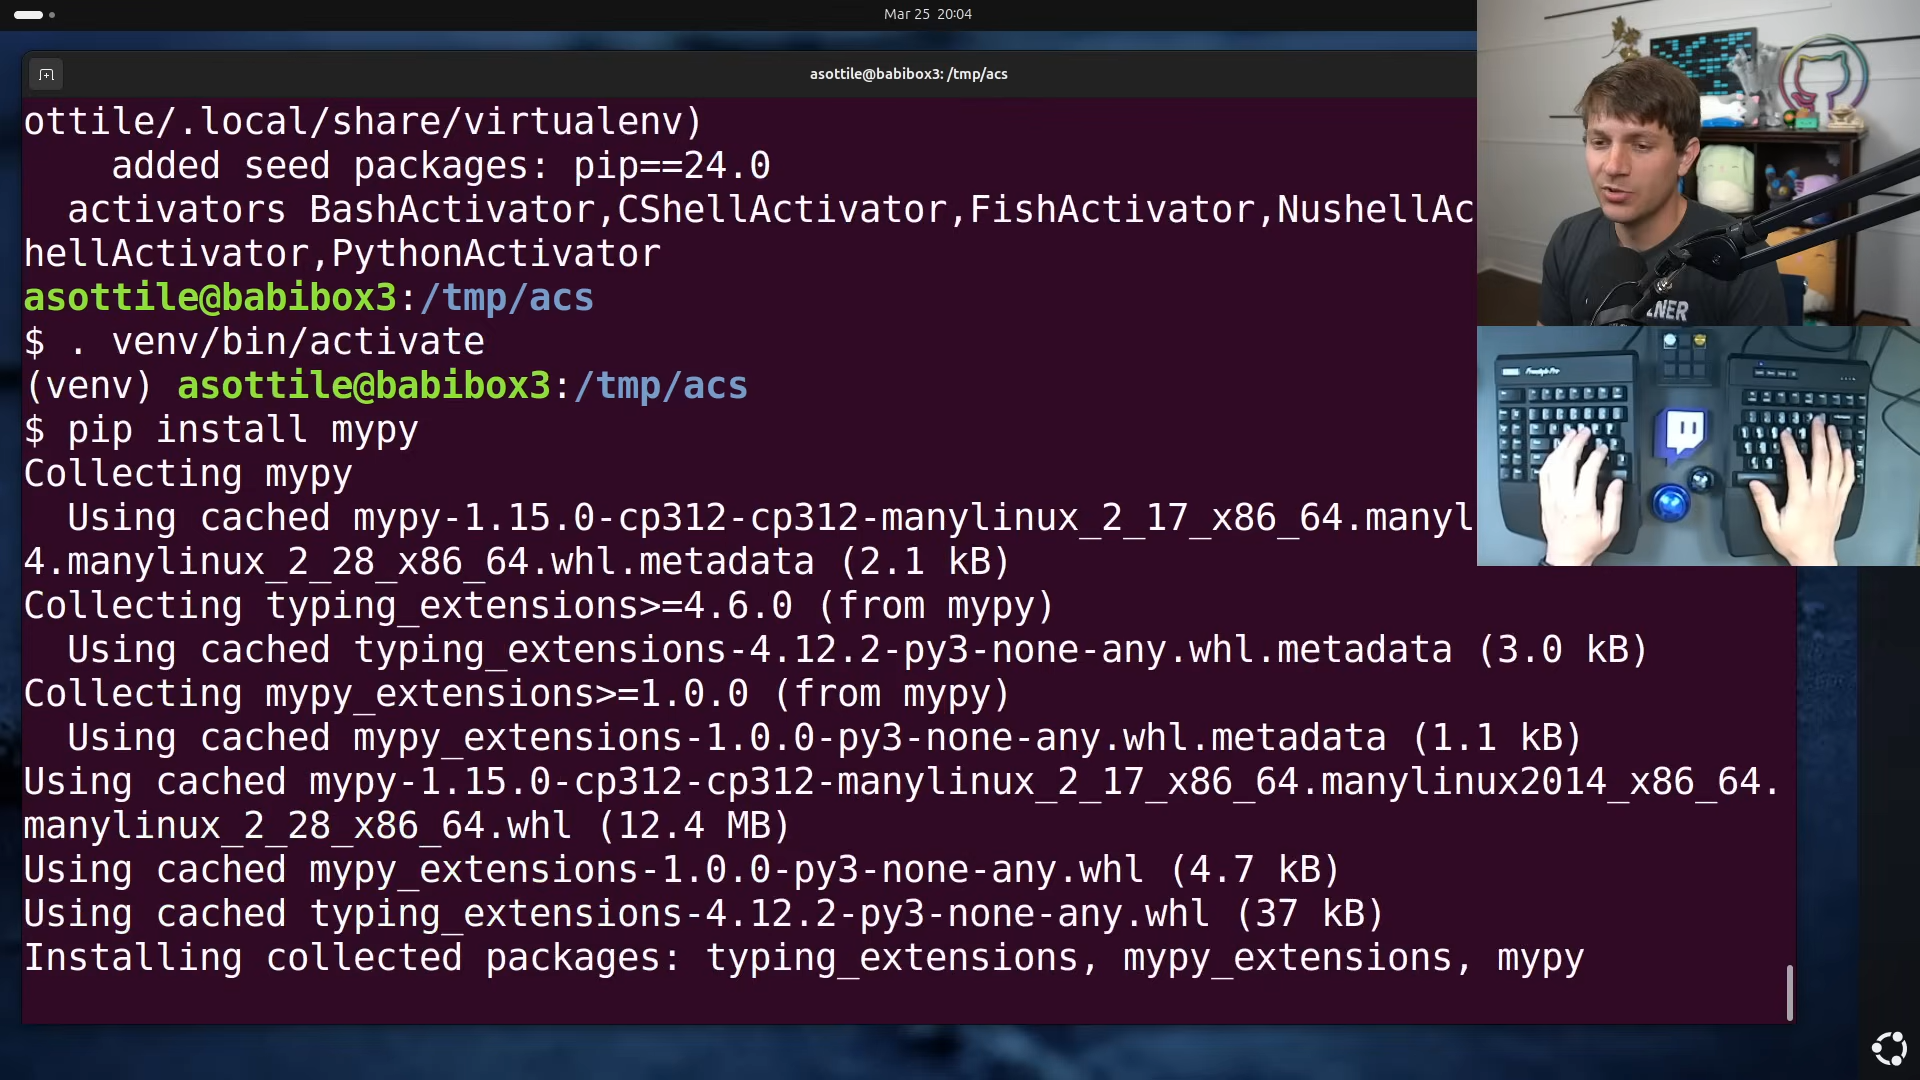 Mar 25 20:04
asottile@babibox3: /tmp/acs
ottile/.local/share/virtualenv)
added seed packages: pip==24.0
activators BashActivator,CShellActivator,FishActivator,NushellAc
hellActivator,PythonActivator
asottile@babibox3:/tmp/acs
$ . venv/bin/activate
(venv) asottile@babibox3:/tmp/acs
$ pip install mypy
Collecting mypy
Using cached mypy-1.15.0-cp312-cp312-manylinux_2_17_x86_64.manyl
4.manylinux_2_28_x86_64.whl.metadata (2.1 kB)
Collecting typing_extensions>=4.6.0 (from mypy)
Using cached typing_extensions-4.12.2-py3-none-any.whl.metadata (3.0 kB)
Collecting mypy_extensions>=1.0.0 (from mypy)
Using cached mypy_extensions-1.0.0-py3-none-any.whl.metadata (1.1 kB)
Using cached mypy-1.15.0-cp312-cp312-manylinux_2_17_x86_64.manylinux2014_x86_64.
manylinux_2_28_x86_64.whl (12.4 MB)
Using cached mypy_extensions-1.0.0-py3-none-any.whl (4.7 kB)
Using cached typing_extensions-4.12.2-py3-none-any.whl (37 kB)
Installing collected packages: typing_extensions, mypy_extensions, mypy
Freestyle Pro